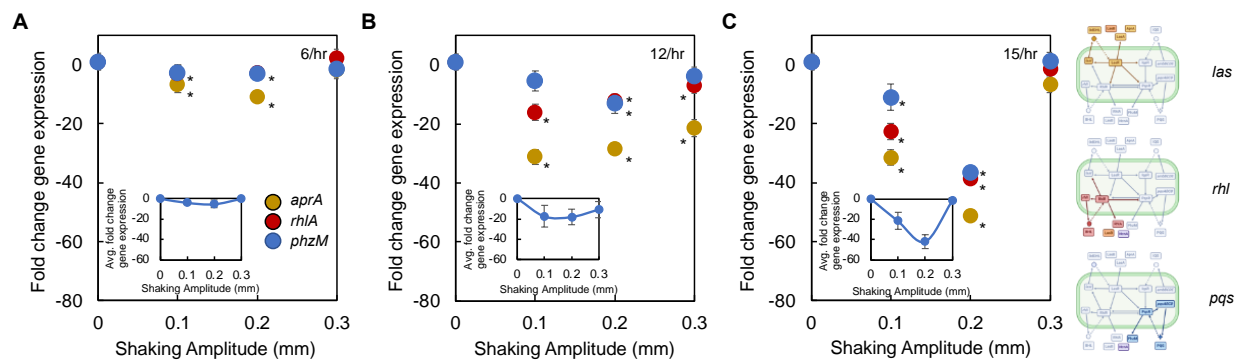 A
6/hr
Fold change gene expression
0
-20
-40
-60
-80
0
0.1
0.2
0.3
Shaking Amplitude (mm)
*
*
*
Avg. fold change
gene expression
0
-20
-40
-60
0
0.1
0.2
0.3
Shaking Amplitude (mm)
aprA
rhlA
phzM
B
12/hr
Fold change gene expression
0
-20
-40
-60
-80
0
0.1
0.2
0.3
Shaking Amplitude (mm)
*
*
*
*
*
*
*
Avg. fold change
gene expression
0
-20
-40
-60
0
0.1
0.2
0.3
Shaking Amplitude (mm)
C
15/hr
Fold change gene expression
0
-20
-40
-60
-80
0
0.1
0.2
0.3
Shaking Amplitude (mm)
*
*
*
*
*
*
Avg. fold change
gene expression
0
-20
-40
-60
0
0.1
0.2
0.3
Shaking Amplitude (mm)
las
rhl
pqs